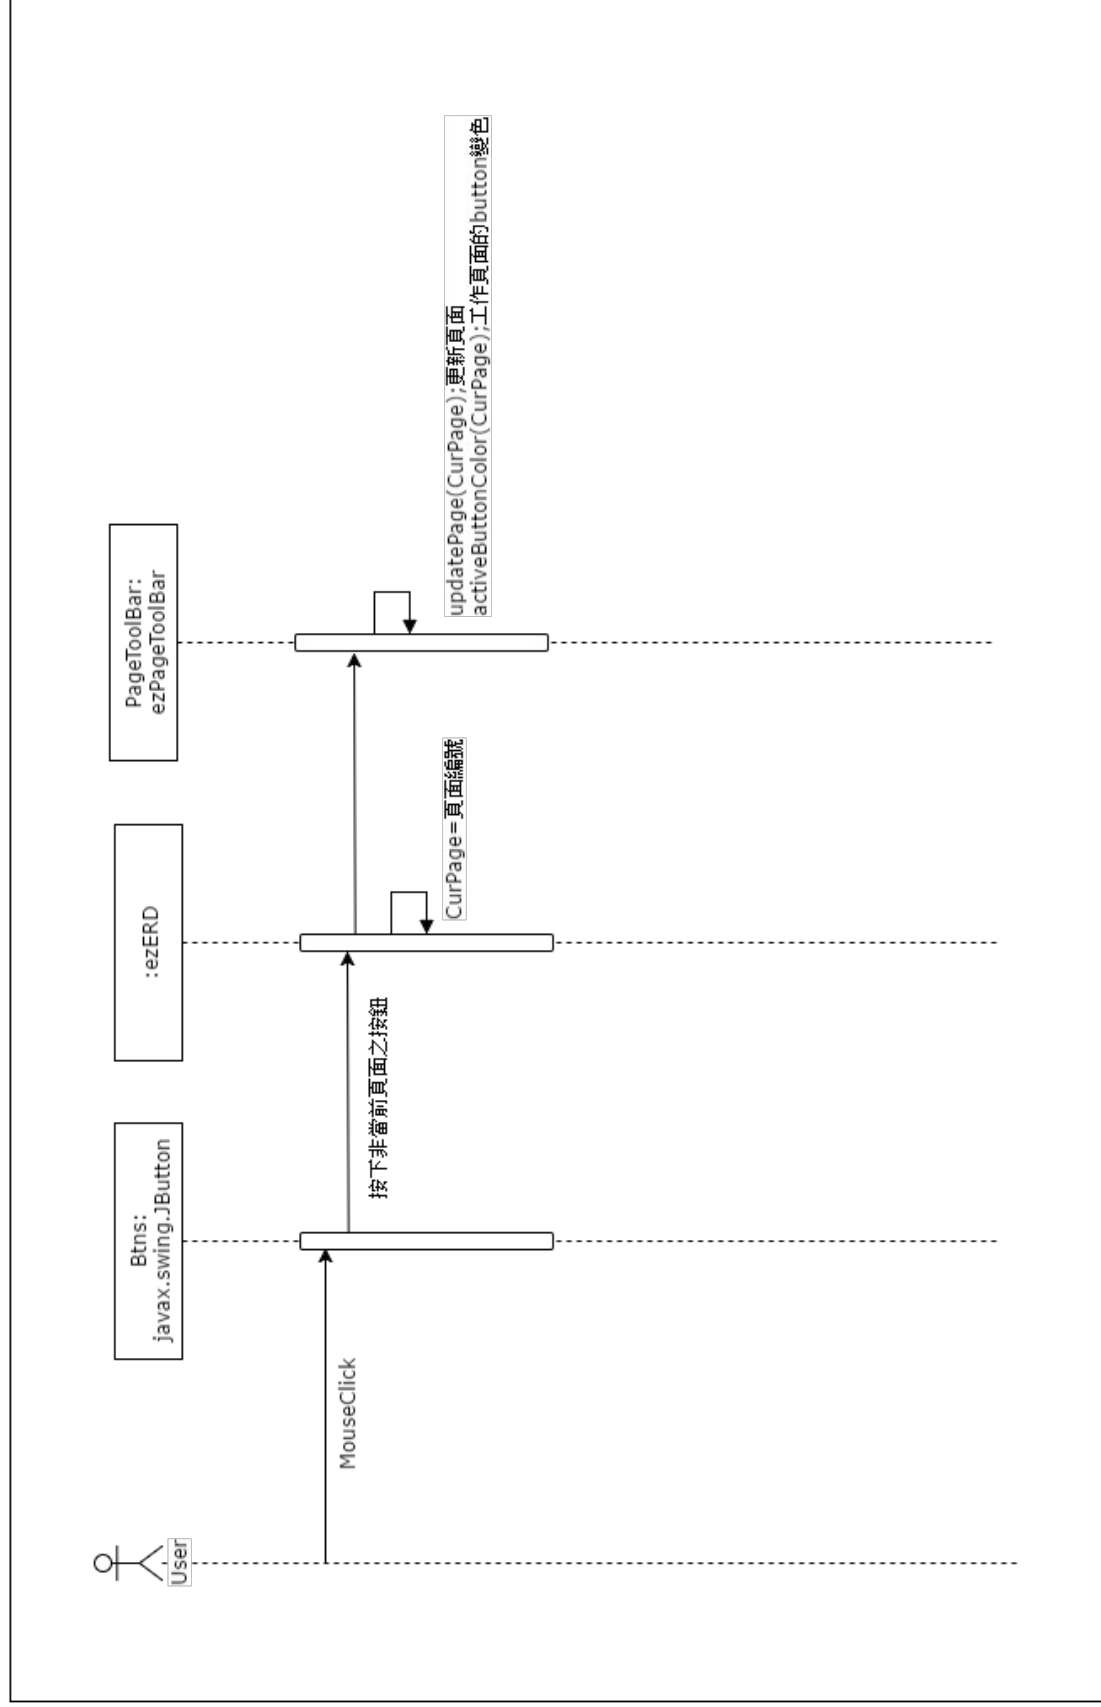 User
Btns:
javax.swing.JButton
:ezERD
PageToolBar:
ezPageToolBar
MouseClick
按下非當前頁面之按鈕
CurPage=頁面編號
updatePage(CurPage);更新頁面
activeButtonColor(CurPage);工作頁面的button變色